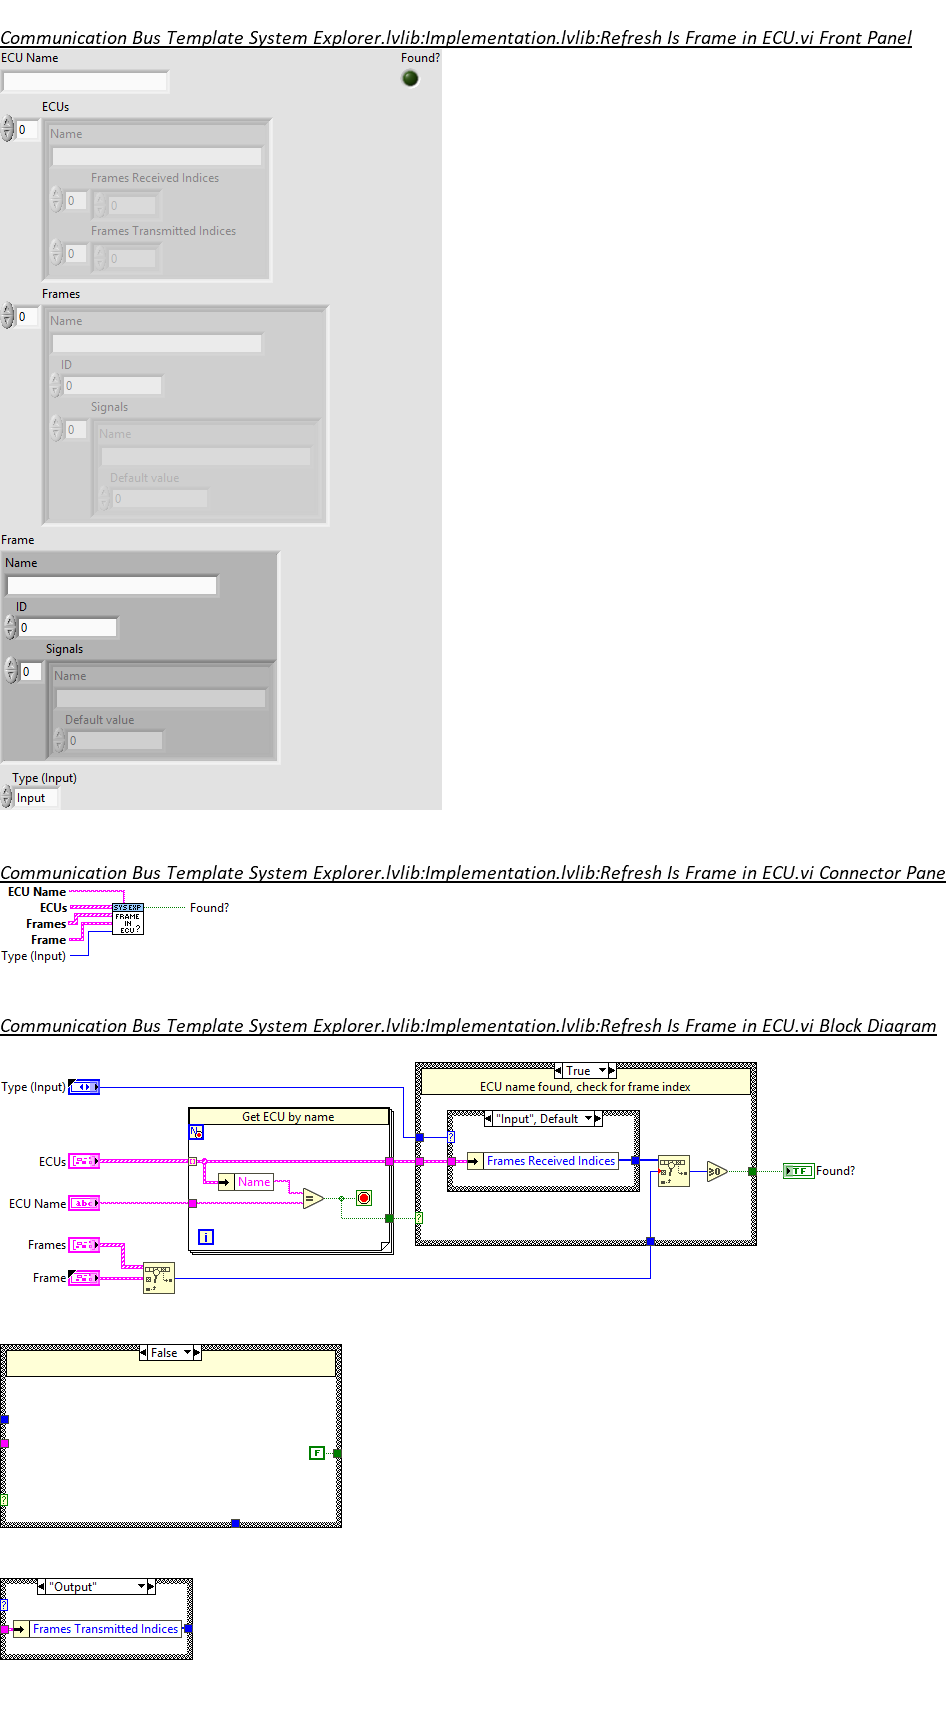 Communication Bus Template System Explorer.lvlib:Implementation.lvlib:Refresh Is Frame in ECU.vi Front Panel
ECU Name
Found?
ECUs
0
Name
Frames Received Indices
0
0
Frames Transmitted Indices
0
0
Frames
0
Name
ID
0
Signals
0
Name
Default value
0
Frame
Name
ID
0
Signals
0
Name
Default value
0
Type (Input)
Input
Communication Bus Template System Explorer.lvlib:Implementation.lvlib:Refresh Is Frame in ECU.vi Connector Pane
ECU Name
ECUs
Frames
Frame
Type (Input)
SYS EXP
FRAME
IN
ECU ?
Found?
Communication Bus Template System Explorer.lvlib:Implementation.lvlib:Refresh Is Frame in ECU.vi Block Diagram
True
Type (Input)
ECU name found, check for frame index
Get ECU by name
"Input", Default
N
?
ECUs
Frames Received Indices
≥0
TF
Found?
Name
ECU Name
abc
=
?
i
Frames
Frame
False
F
?
"Output"
?
Frames Transmitted Indices